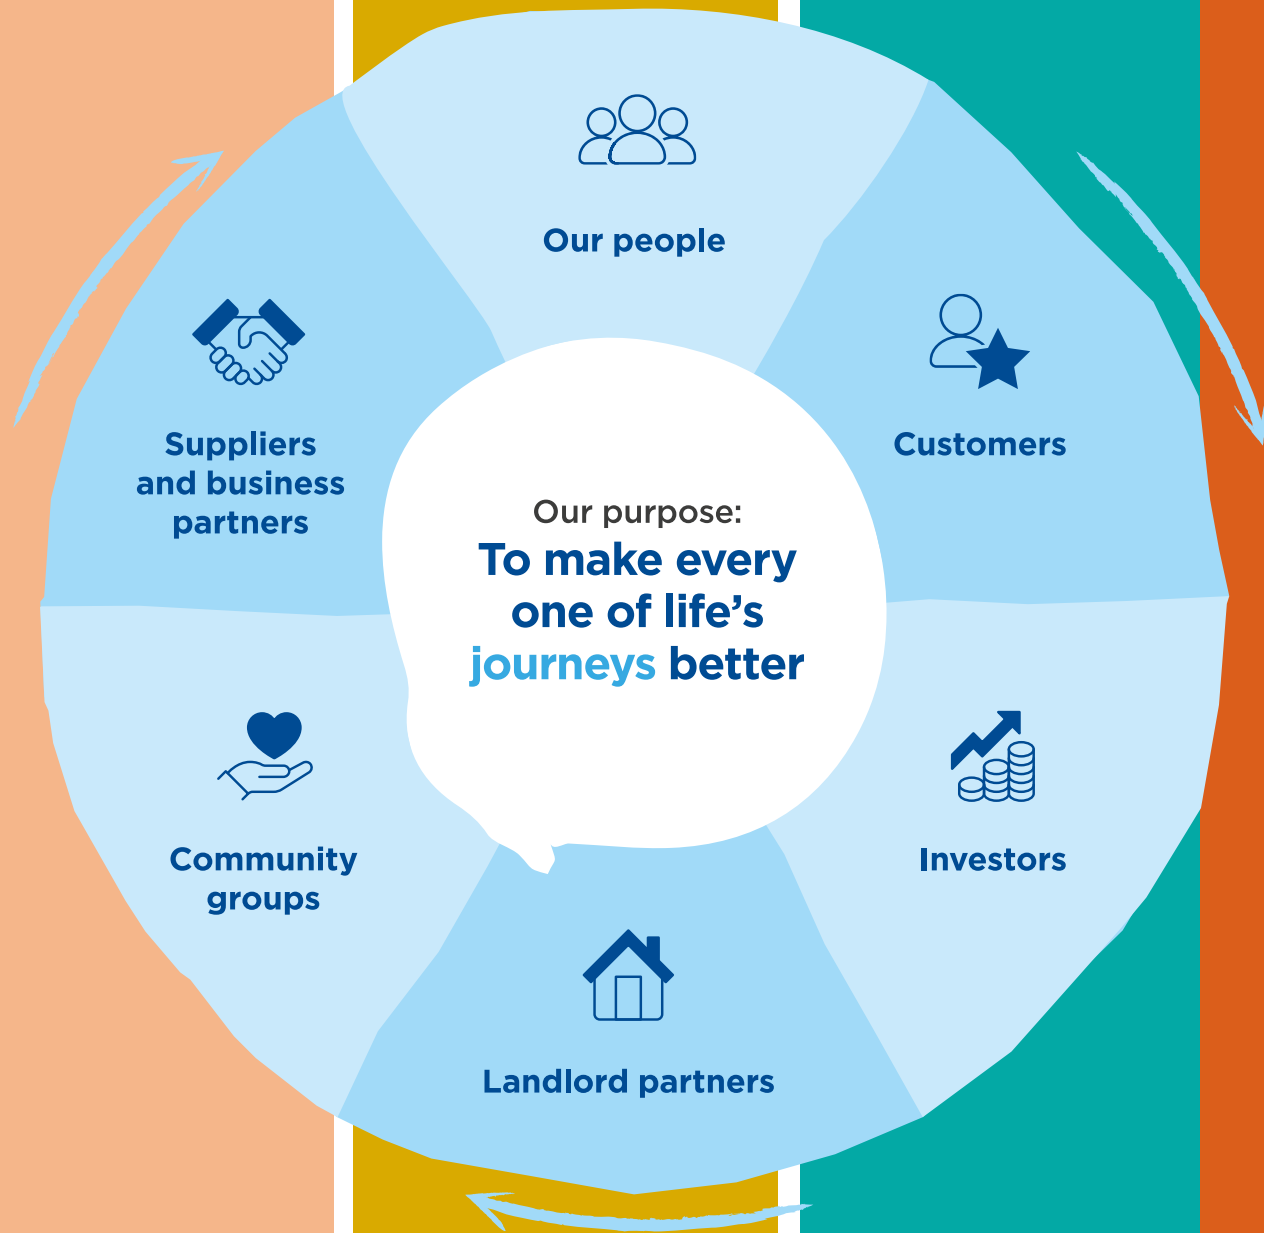 Our people
Customers
Suppliers
and business
partners
Our purpose:
To make every
one of life’s
journeys better
Community
groups
Investors
Landlord partners